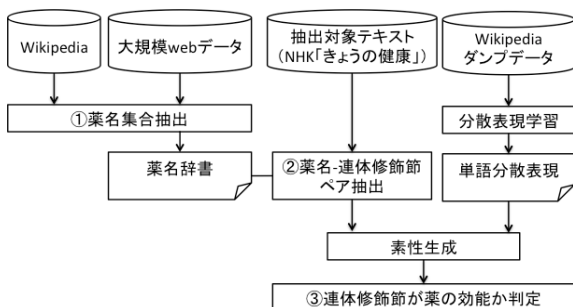 Wikipedia
大規模webデータ
抽出対象テキスト
(NHK「きょうの健康」)
Wikipedia
ダンプデータ
①薬名集合抽出
分散表現学習
薬名辞書
②薬名-連体修飾節
ペア抽出
単語分散表現
素性生成
③連体修飾節が薬の効能か判定